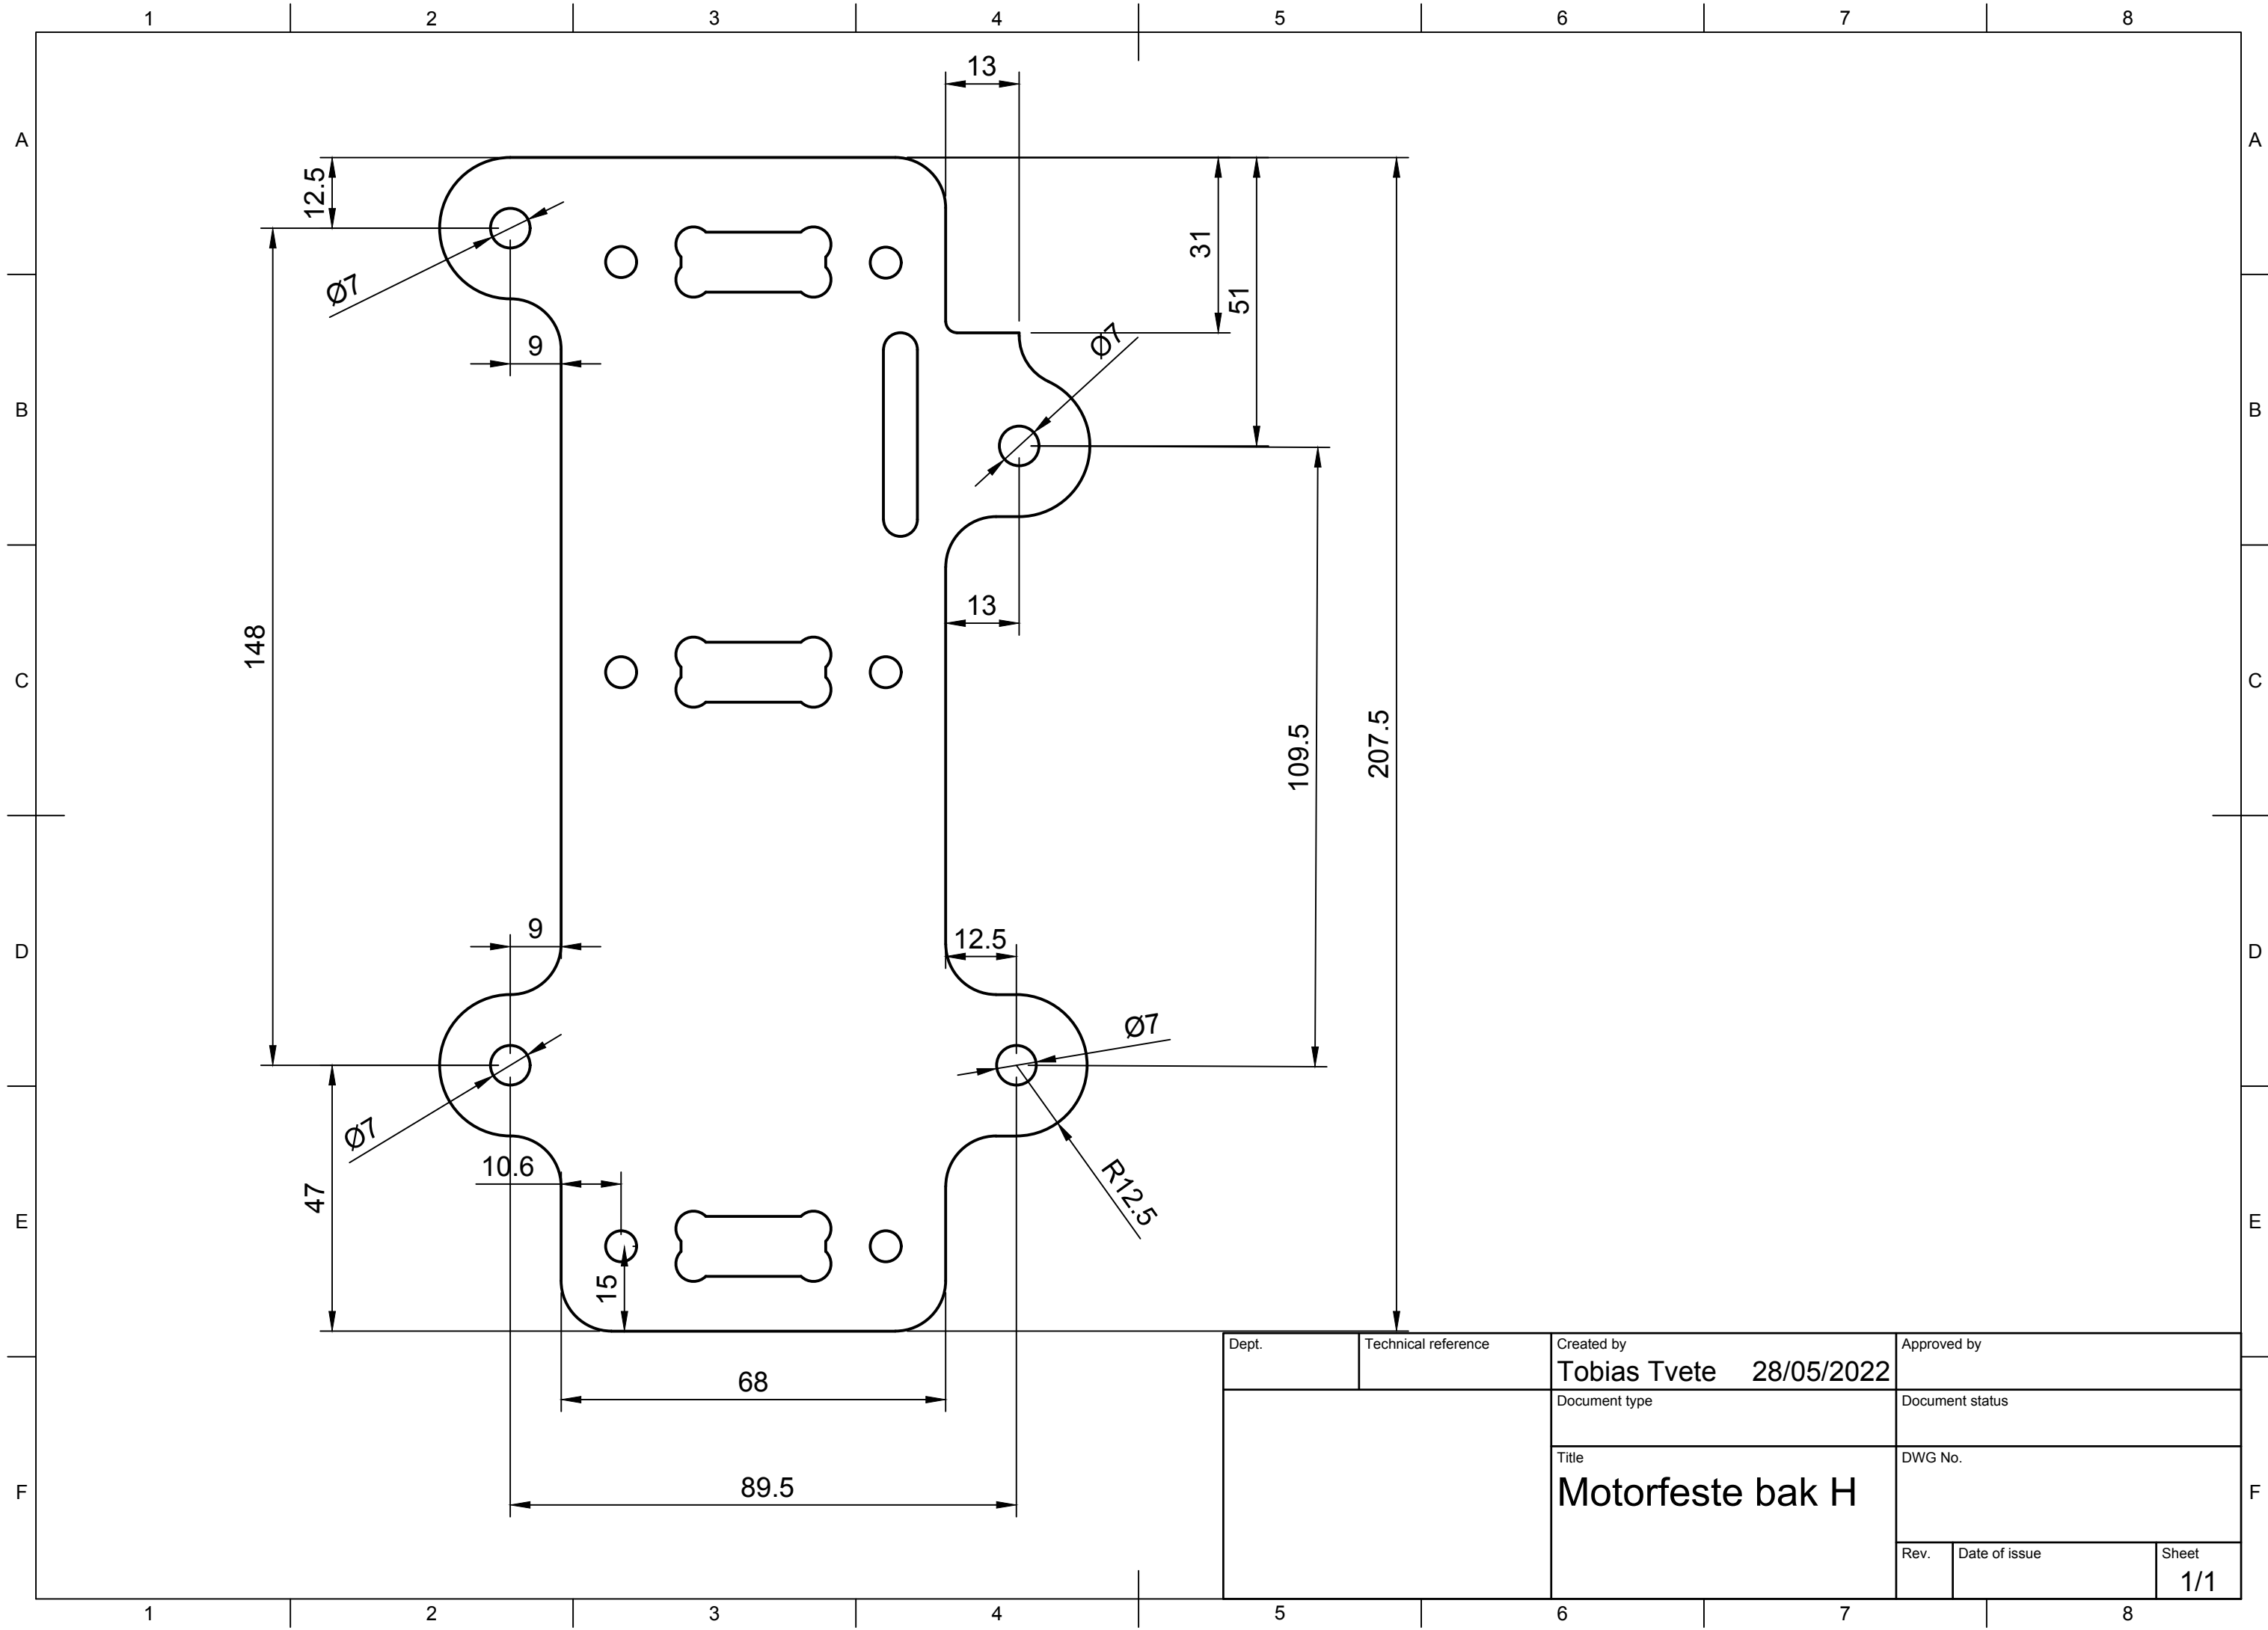 1 2 3 4 5 6 7 8
13
A A
12.5
31
51
Ø7
Ø7
9
B B
148
13
C C
109.5
207.5
9
12.5
D D
Ø7
Ø7
10.6
R12.5
47
E E
15
68
89.5
Dept. Technical reference Created by Approved by
Tobias Tvete 28/05/2022
Document type Document status
Title DWG No.
Motorfeste bak H
F F
Rev. Date of issue Sheet
1/1
1 2 3 4 5 6 7 8